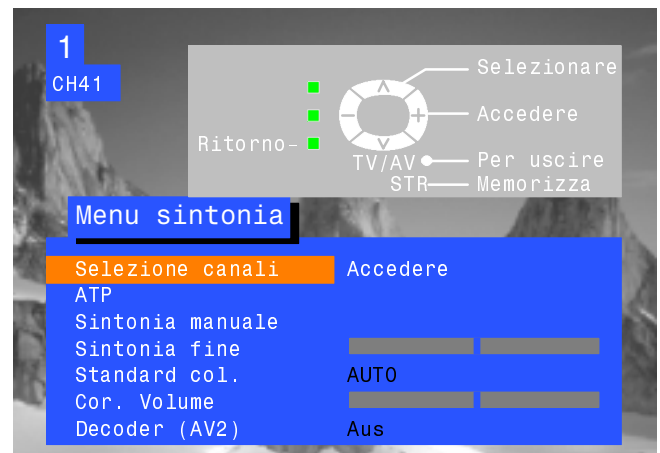 1
CH41
Selezionare
Accedere
Ritorno-
TV/AV Per uscire
STR Memorizza
Menu sintonia
Selezione canali Accedere
ATP
Sintonia manuale
Sintonia fine
Standard col. AUTO
Cor. Volume
Decoder (AV2) Aus